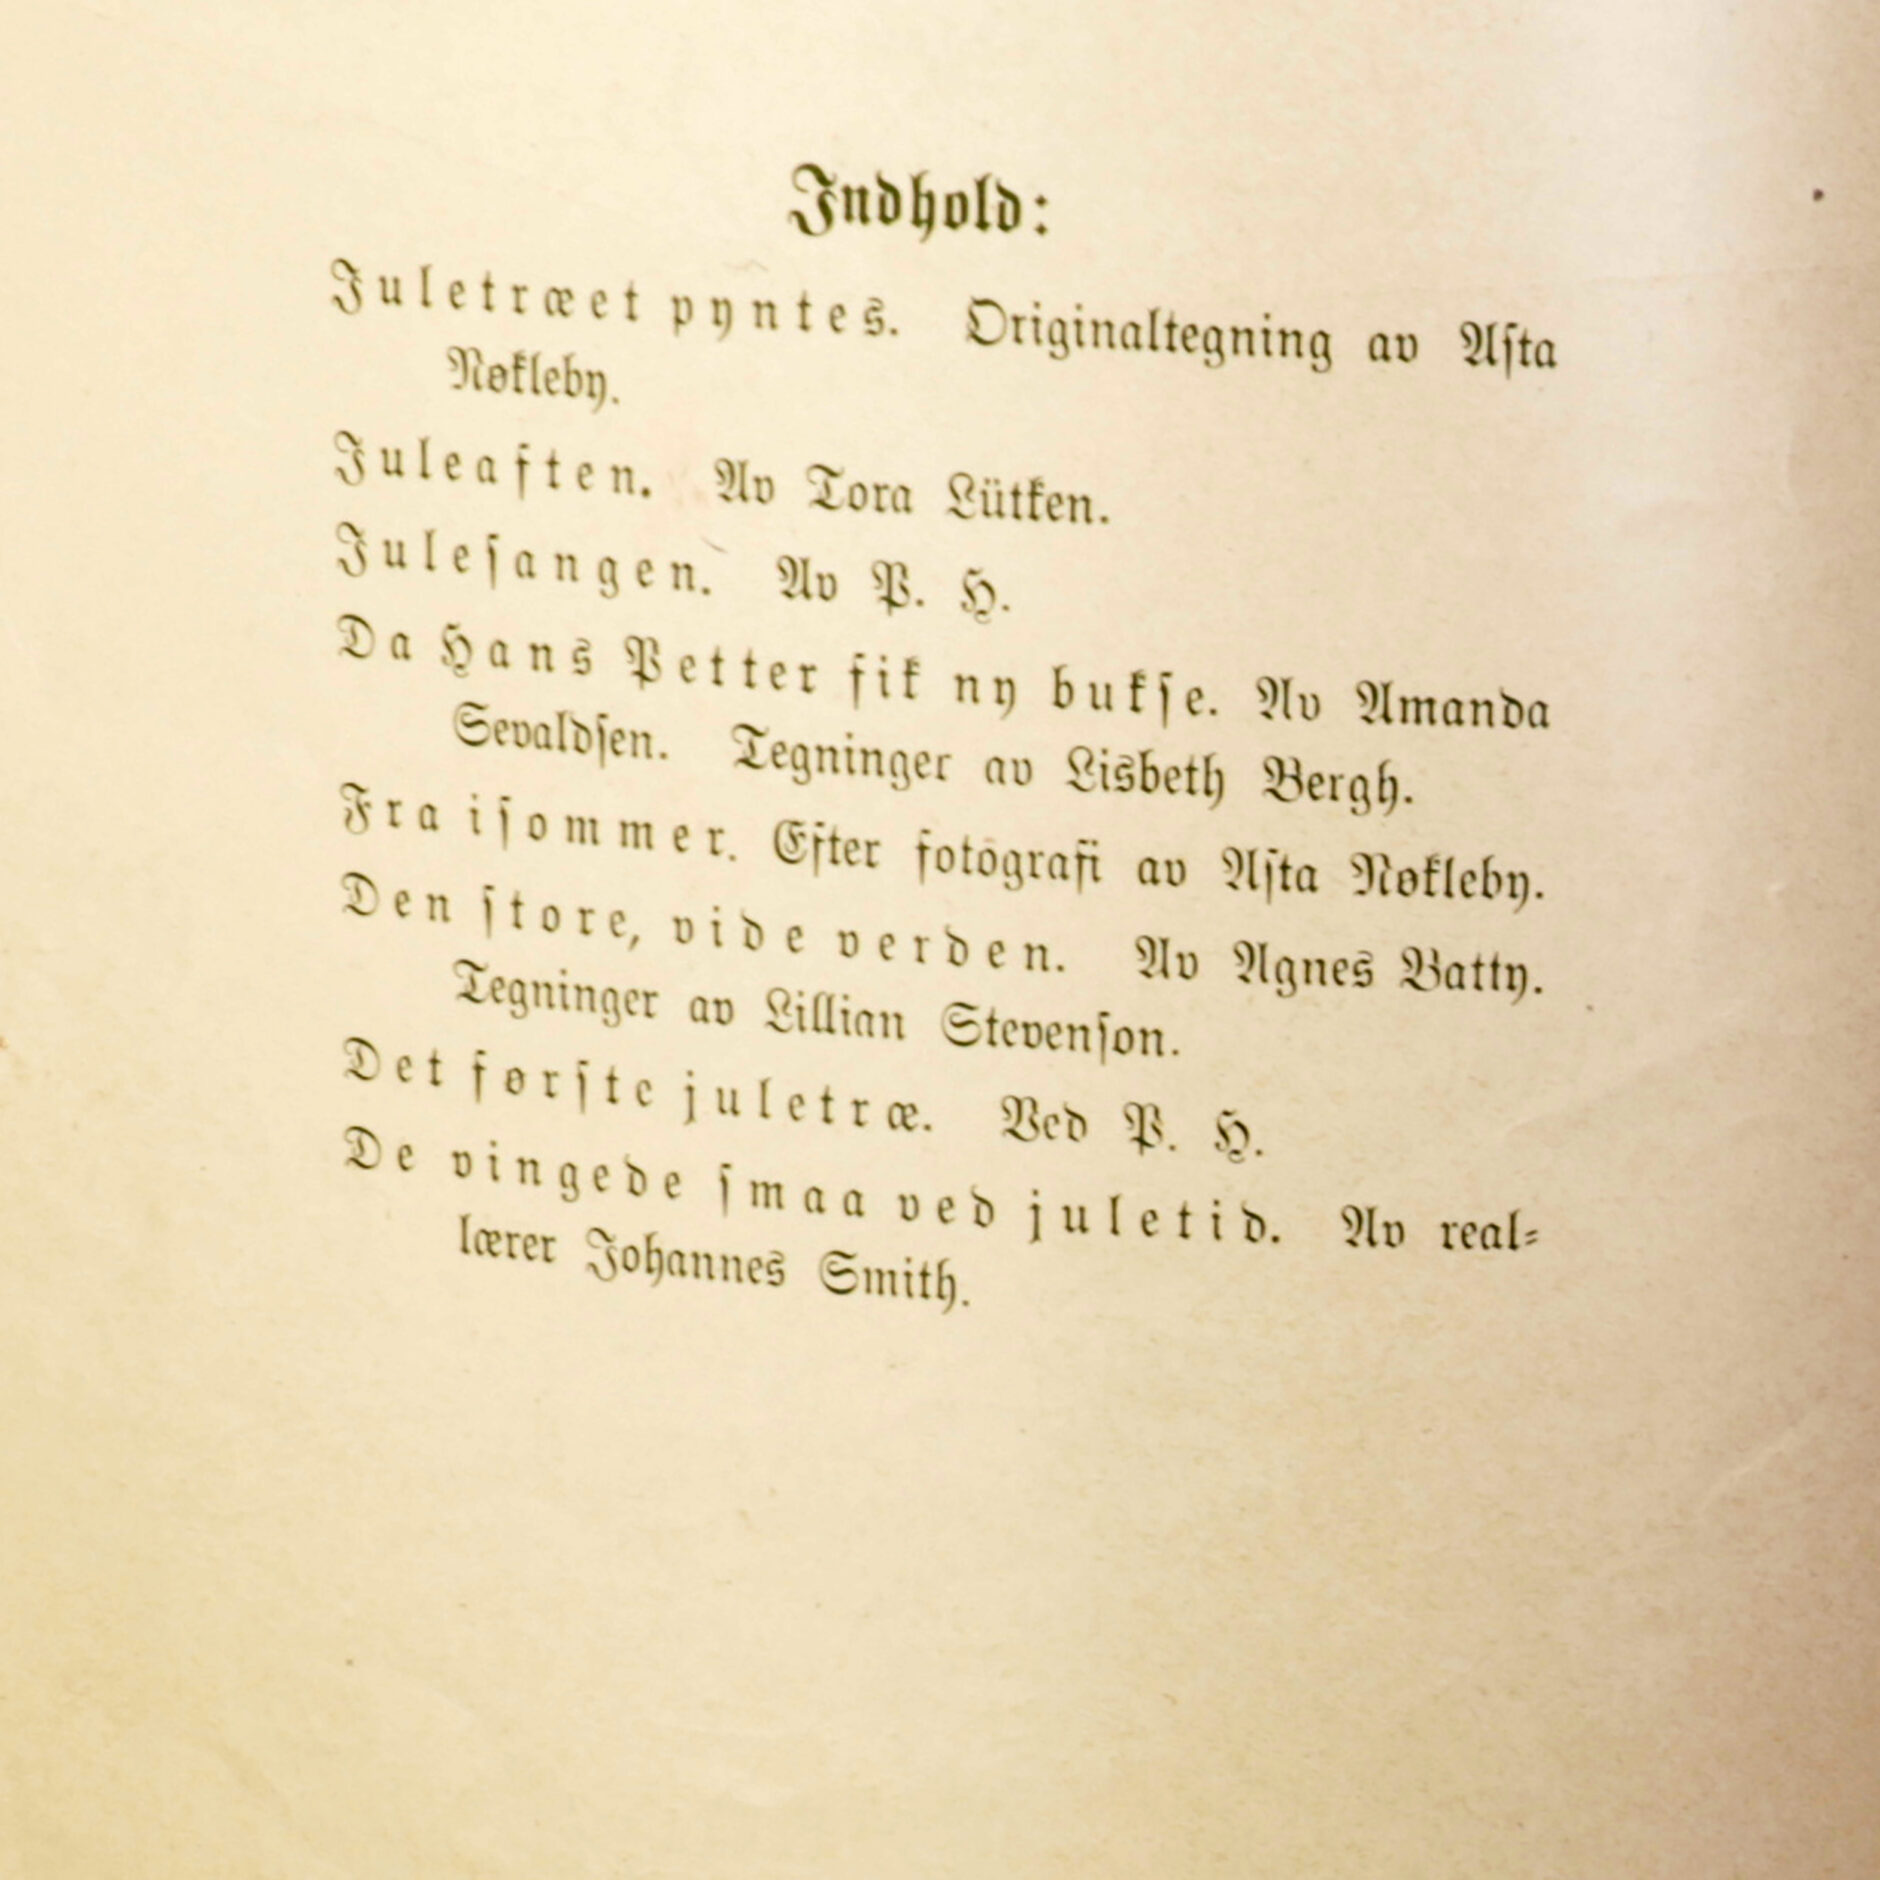 Indhold:
Juletræet pyntes. Originaltegning av Asta
Nøkleby.
Juleaften. Av Tora Lütken.
Julesangen. Av P. H.
Da Hans Petter fik ny bukse. Av Amanda
Sevaldsen. Tegninger av Lisbeth Bergh.
Fra isommer. Efter fotografi av Asta Nøkleby.
Den store, vide verden. Av Agnes Batty.
Tegninger av Lillian Stevenson.
Det første juletræ. Ved P. H.
De vingede smaa ved juletid. Av real-
lærer Johannes Smith.